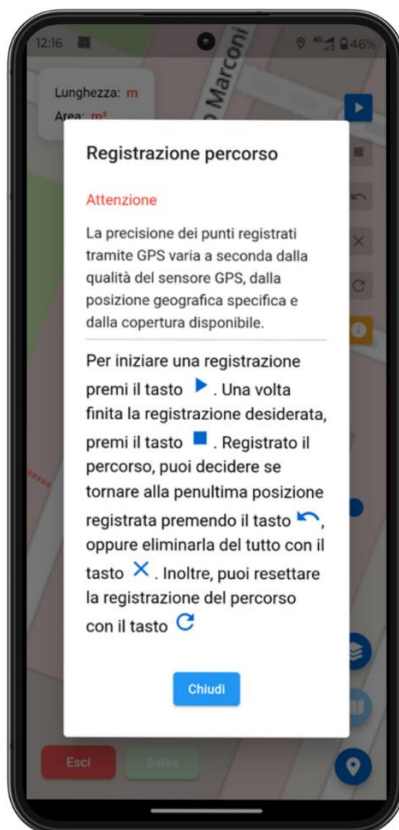 12:16
4G
46%
Marconi
Lunghezza: m
Area: m²
Registrazione percorso
Attenzione
La precisione dei punti registrati
tramite GPS varia a seconda dalla
qualità del sensore GPS, dalla
posizione geografica specifica e
dalla copertura disponibile.
Per iniziare una registrazione
premi il tasto . Una volta
finita la registrazione desiderata,
premi il tasto . Registrato il
percorso, puoi decidere se
tornare alla penultima posizione
registrata premendo il tasto ,
oppure eliminarla del tutto con il
tasto . Inoltre, puoi resettare
la registrazione del percorso
con il tasto
Chiudi
Esci
Salva